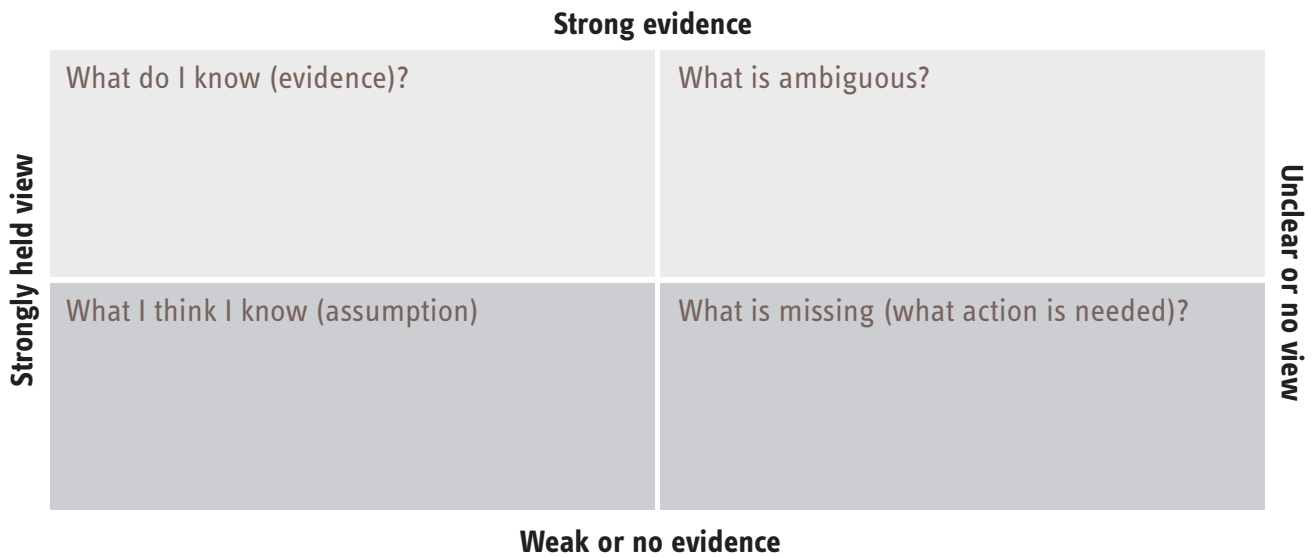 Strong evidence
What do I know (evidence)?
What is ambiguous?
Strongly held view
Unclear or no view
What I think I know (assumption)
What is missing (what action is needed)?
Weak or no evidence